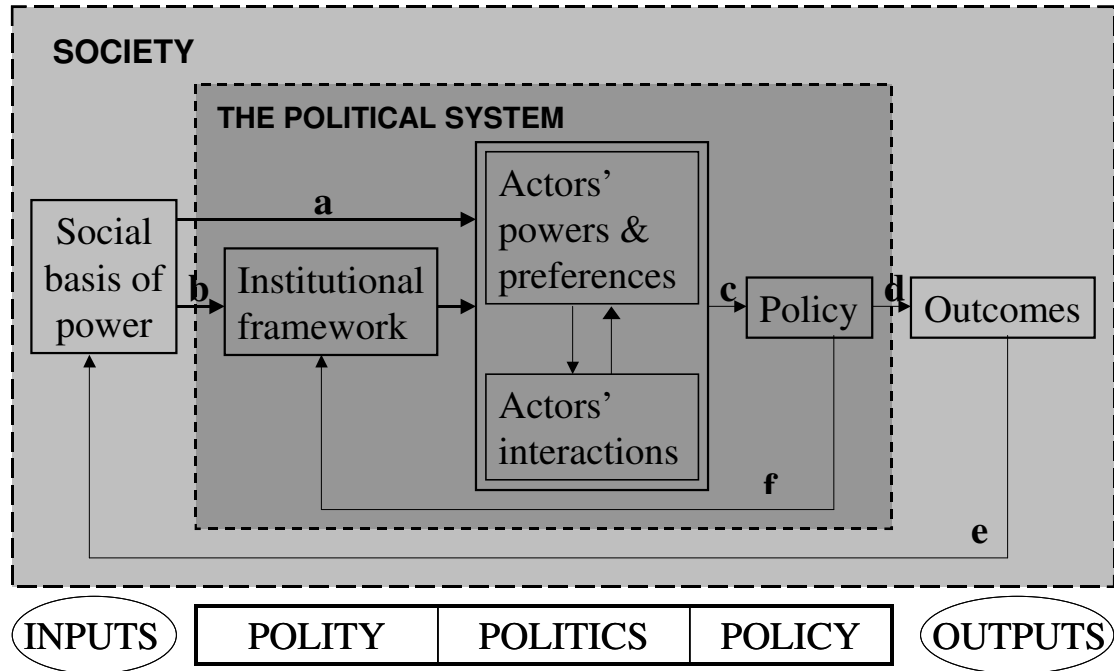 SOCIETY
THE POLITICAL SYSTEM
Social
basis of
power
a
b
Institutional
framework
Actors’
powers &
preferences
Actors’
interactions
c
Policy
d
Outcomes
f
e
INPUTS
POLITY
POLITICS
POLICY
OUTPUTS